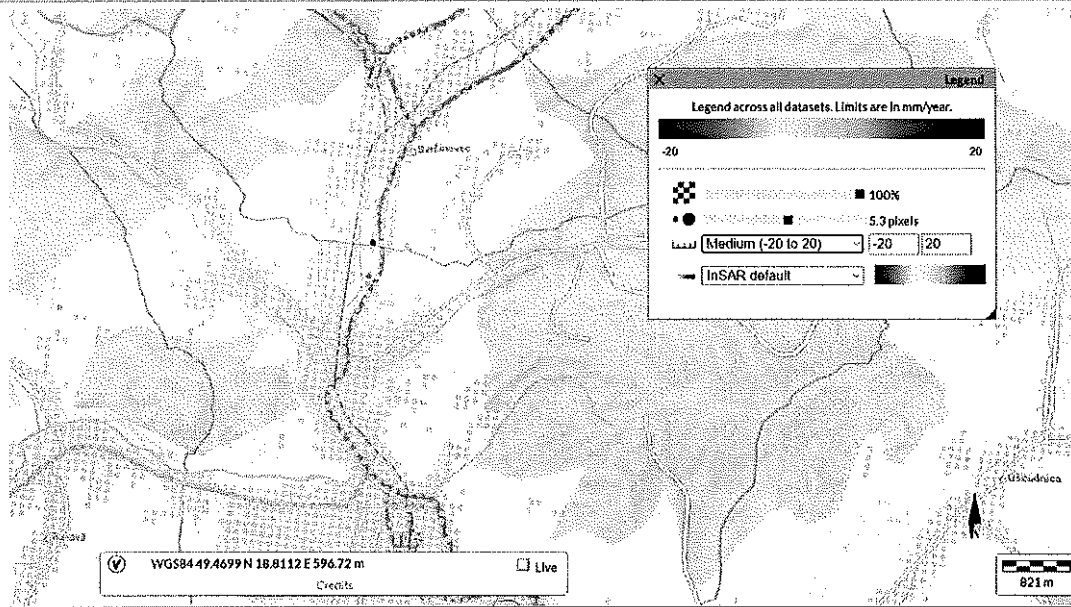 Legend
Legend across all datasets. Limits are in mm/year.
-20 20
100%
5.3 pixels
Medium (-20 to 20) -20 20
InSAR default
Oščadnica
WGS84 49.4699 N 18.8112 E 596.72 m Live
Credits
821 m